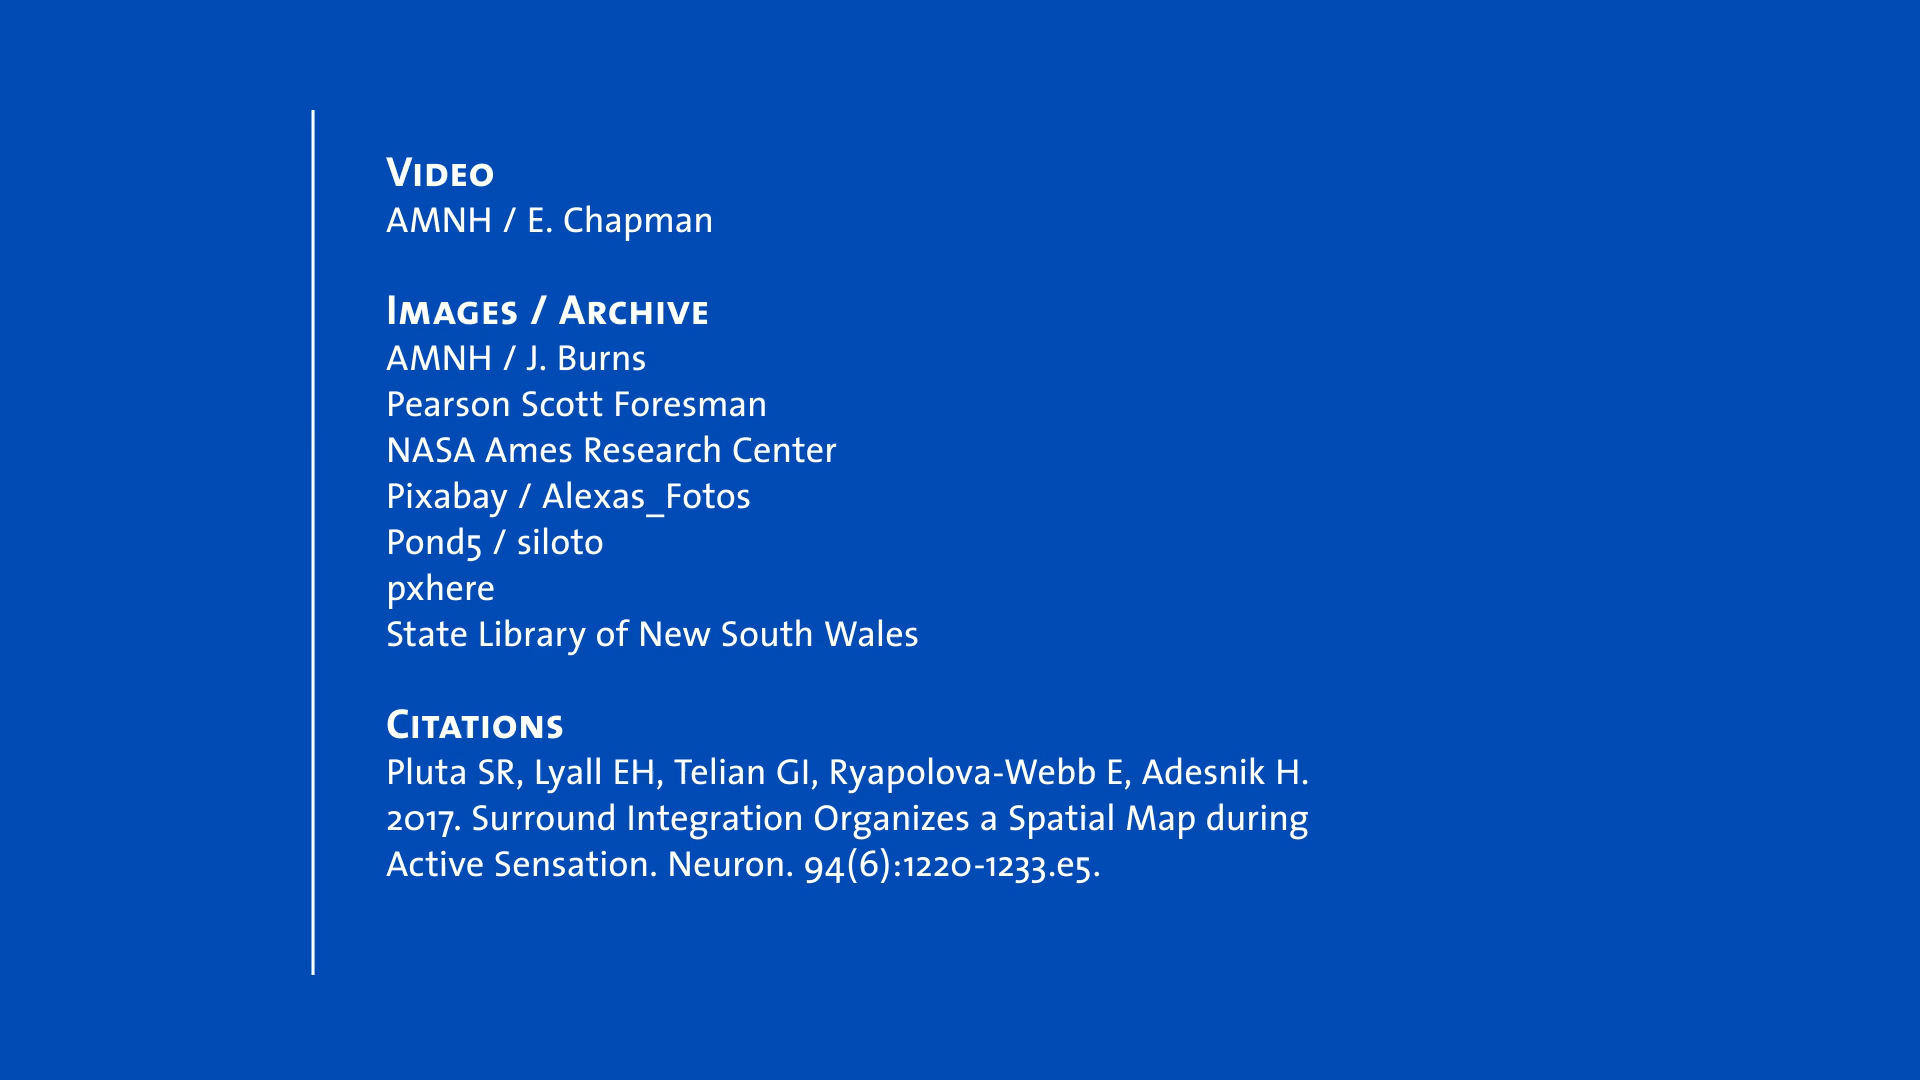 Video
AMNH / E. Chapman
Images / Archive
AMNH / J. Burns
Pearson Scott Foresman
NASA Ames Research Center
Pixabay / Alexas_Fotos
Pond5 / siloto
pxhere
State Library of New South Wales
Citations
Pluta SR, Lyall EH, Telian GI, Ryapolova-Webb E, Adesnik H.
2017. Surround Integration Organizes a Spatial Map during
Active Sensation. Neuron. 94(6):1220-1233.e5.